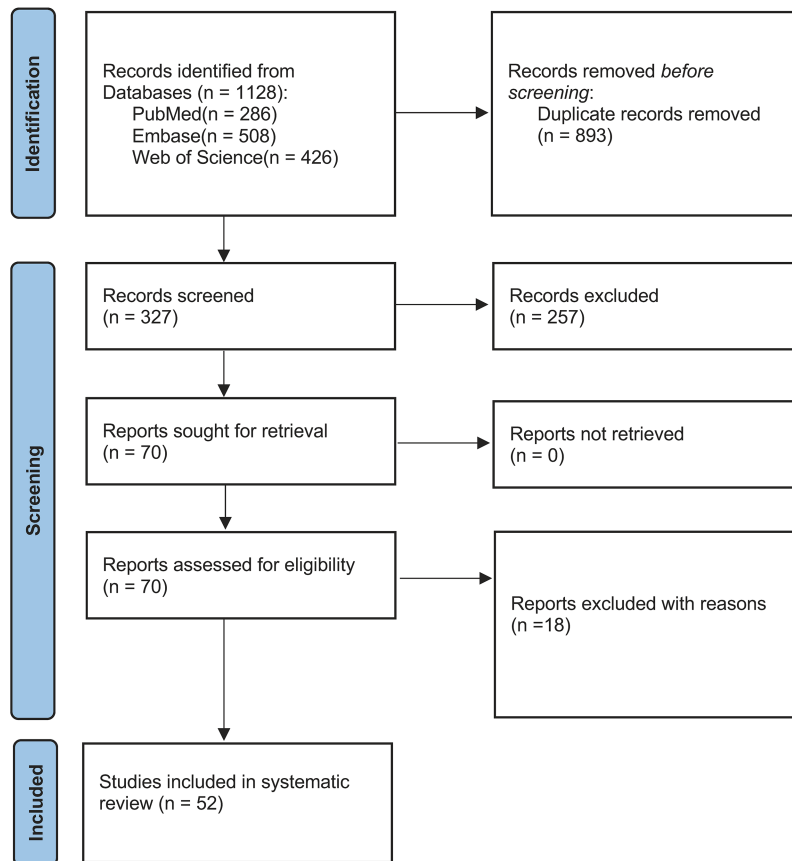 Identification
Records identified from
Databases (n = 1128):
PubMed(n = 286)
Embase(n = 508)
Web of Science(n = 426)
Records removed before
screening:
Duplicate records removed
(n = 893)
Screening
Records screened
(n = 327)
Records excluded
(n = 257)
Reports sought for retrieval
(n = 70)
Reports not retrieved
(n = 0)
Reports assessed for eligibility
(n = 70)
Reports excluded with reasons
(n =18)
Included
Studies included in systematic
review (n = 52)